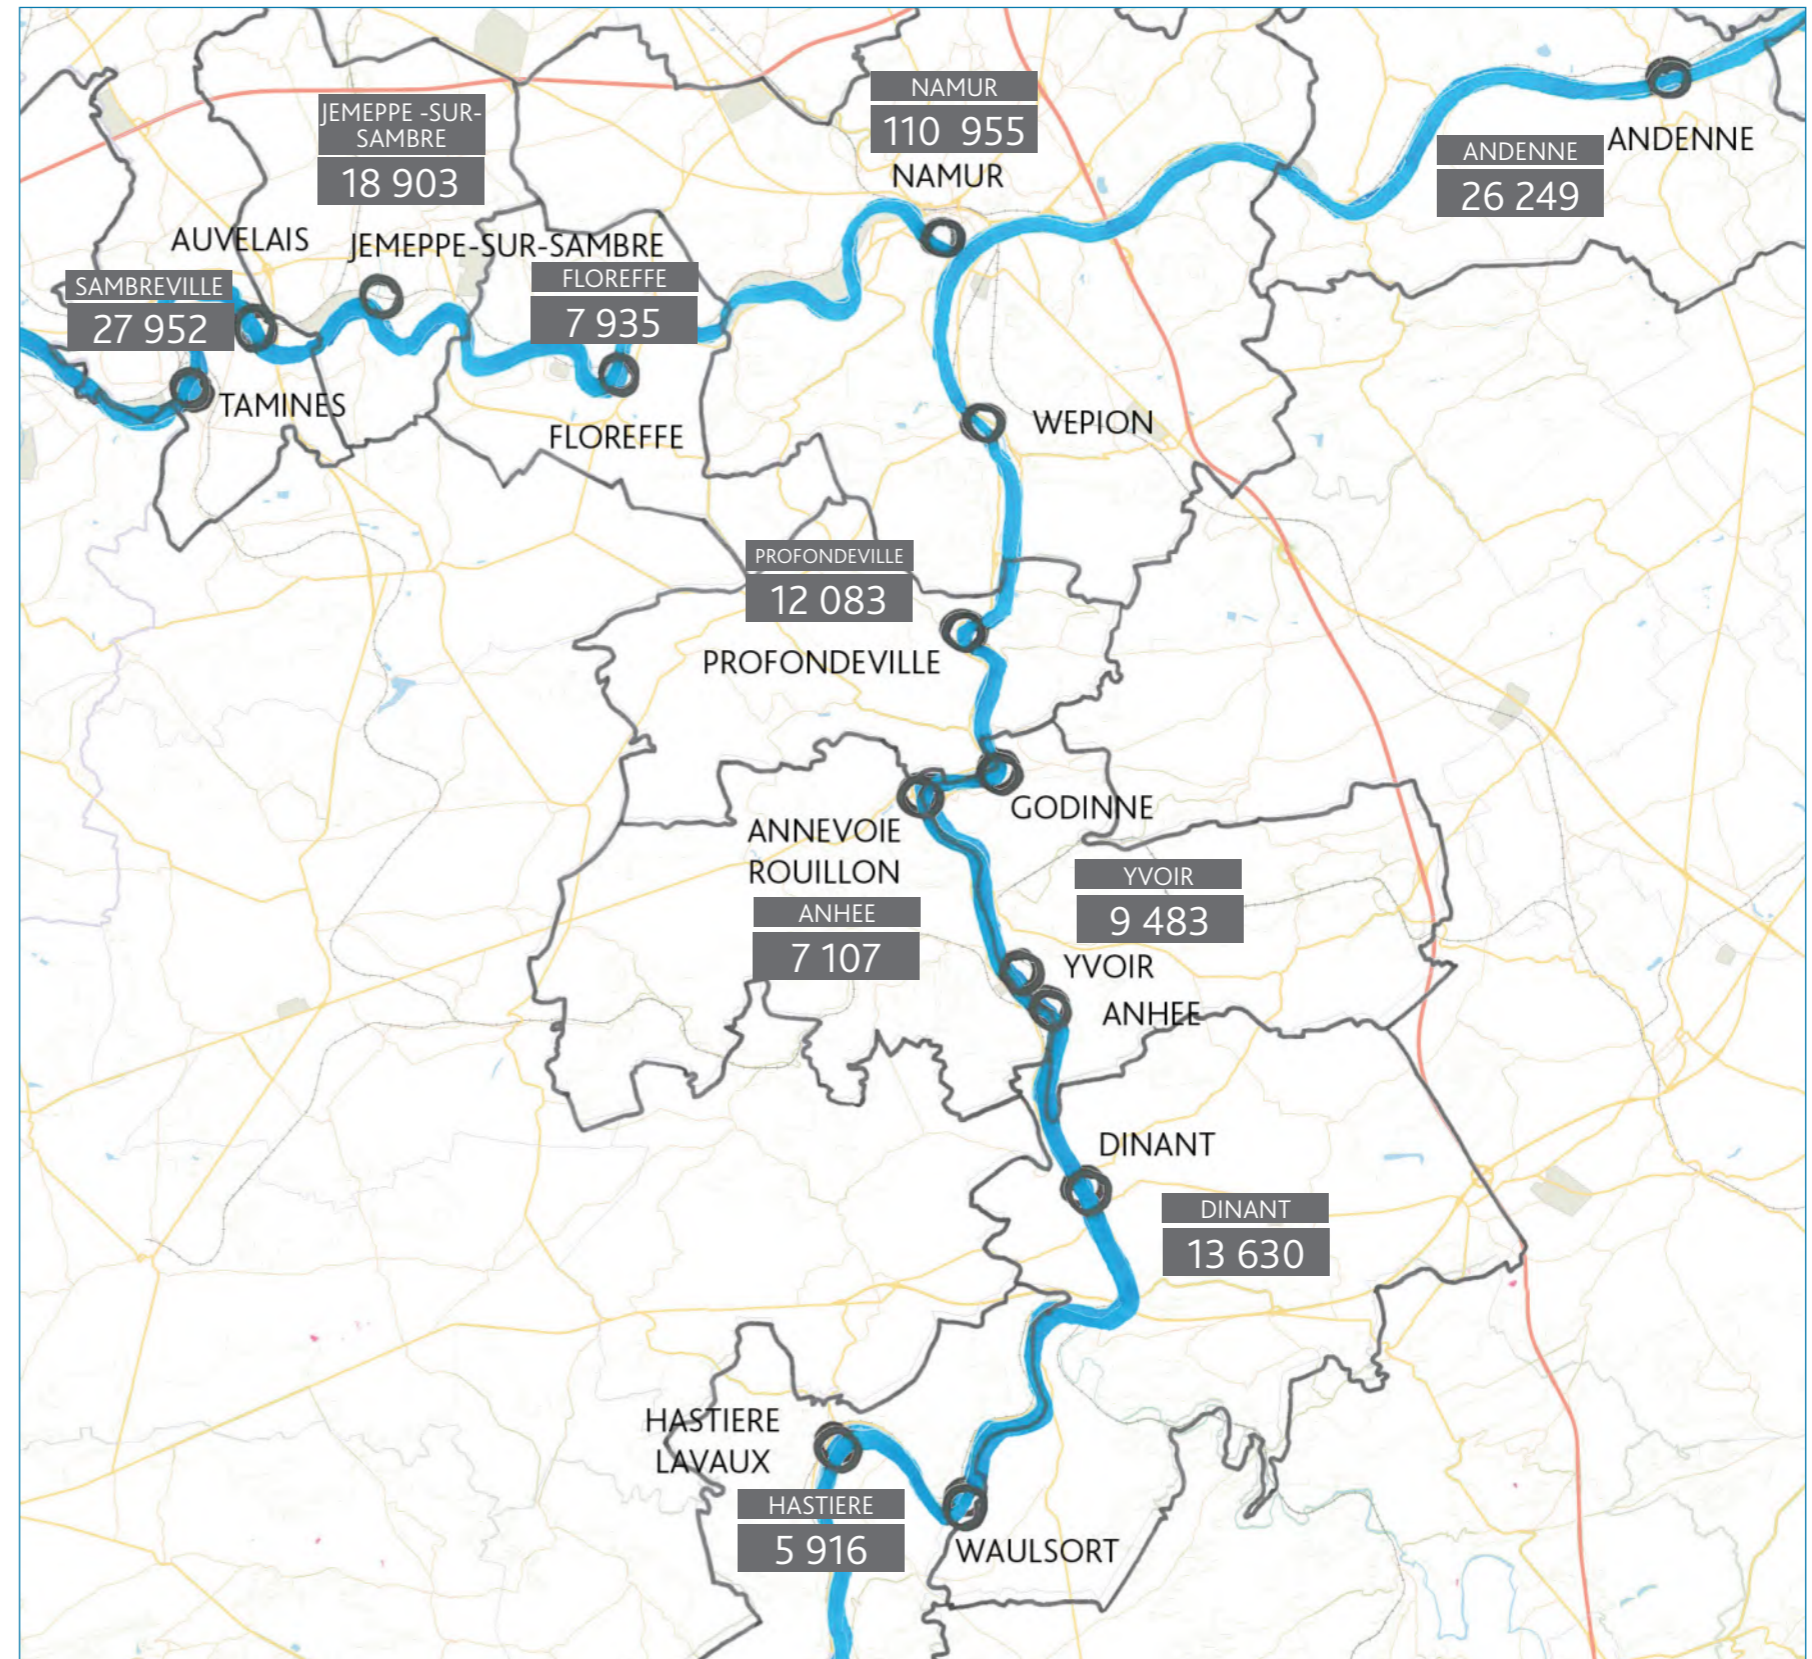 NAMUR
110 955
NAMUR
JEMEPPE -SUR-
SAMBRE
18 903
ANDENNE
26 249
ANDENNE
AUVELAIS
JEMEPPE-SUR-SAMBRE
SAMBREVILLE
27 952
FLOREFFE
7 935
TAMINES
FLOREFFE
WEPION
PROFONDEVILLE
12 083
PROFONDEVILLE
GODINNE
ANNEVOIE
ROUILLON
ANHEE
7 107
YVOIR
9 483
YVOIR
ANHEE
DINANT
DINANT
13 630
HASTIERE
LAVAUX
HASTIERE
5 916
WAULSORT